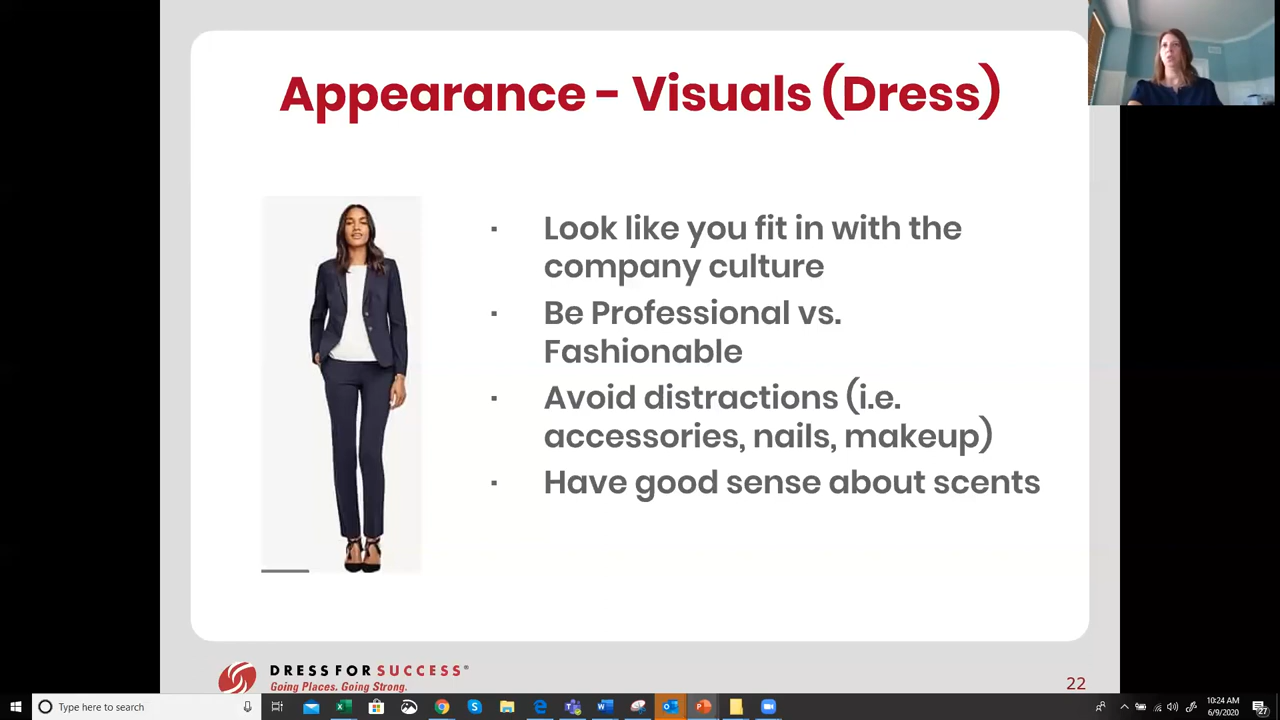 Appearance - Visuals (Dress)
▪ Look like you fit in with the
company culture
▪ Be Professional vs.
Fashionable
▪ Avoid distractions (i.e.
accessories, nails, makeup)
▪ Have good sense about scents
DRESS FOR SUCCESS®
Going Places. Going Strong.
22
Type here to search
10:24 AM
6/9/2020
27